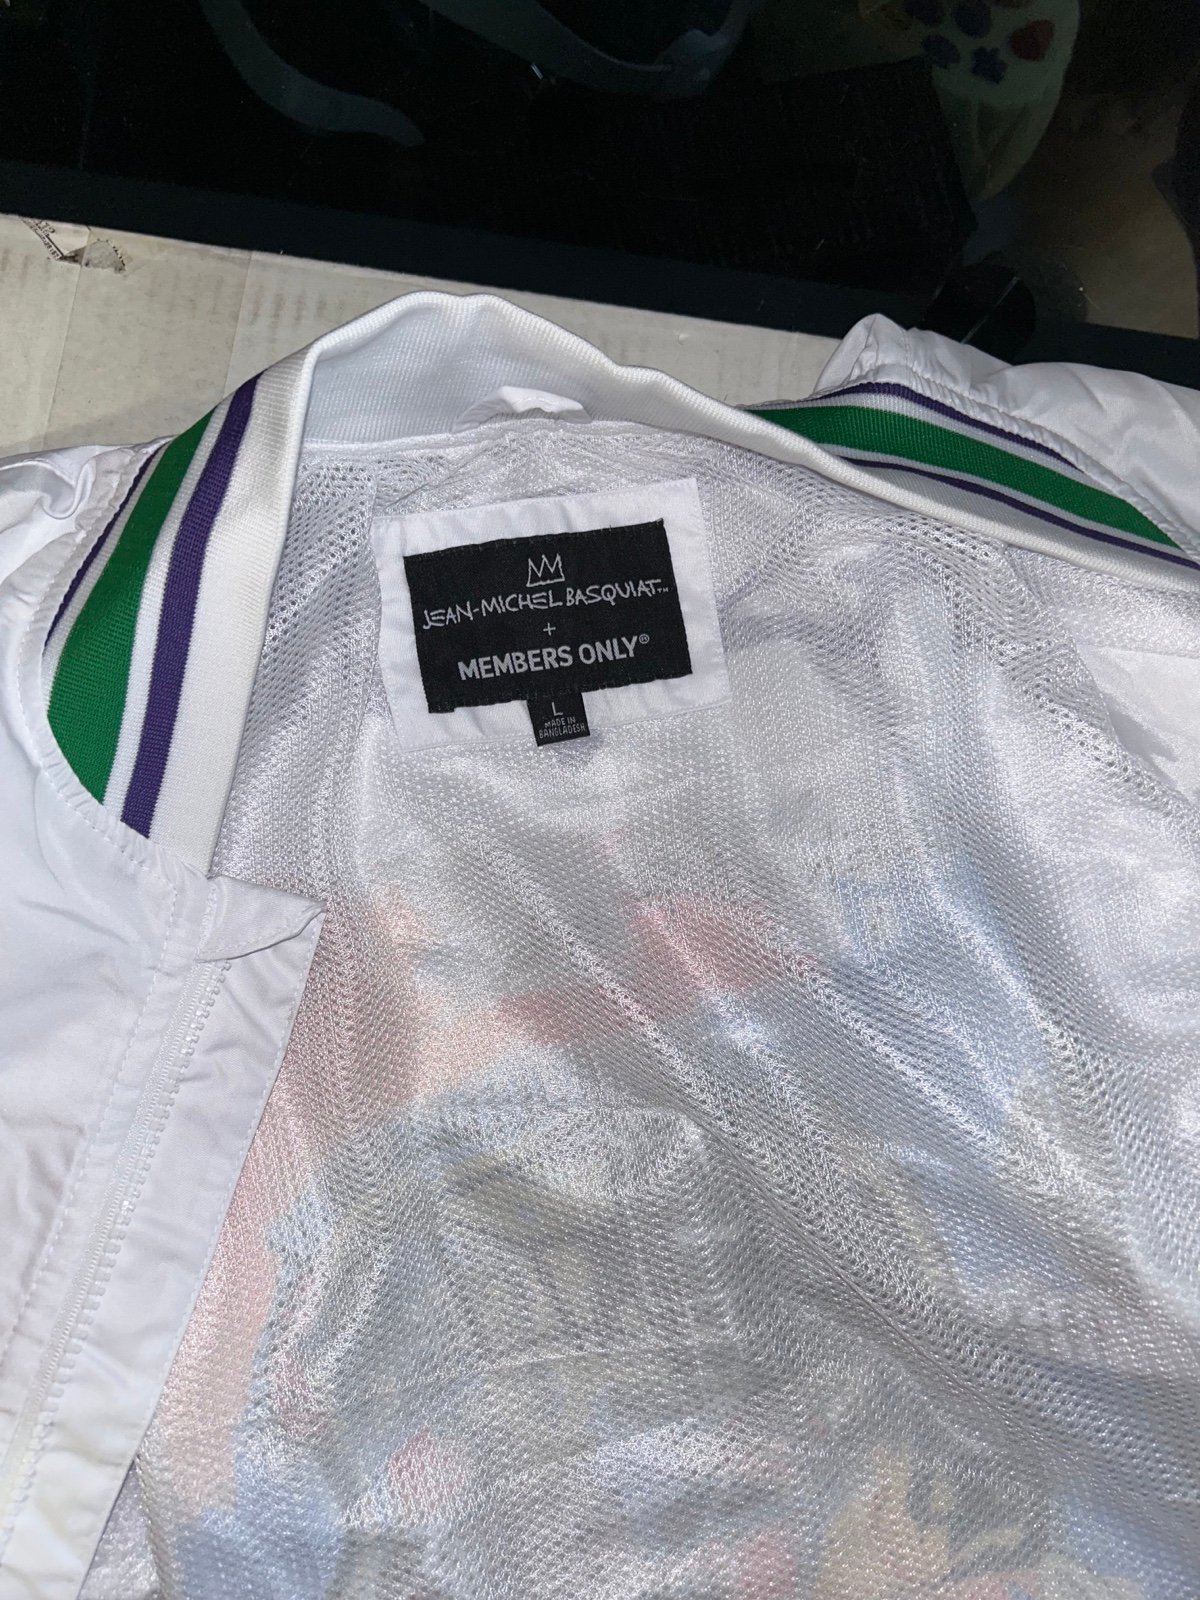 JEAN-MICHEL BASQUIAT™
+
MEMBERS ONLY®
L
MADE IN
BANGLADESH